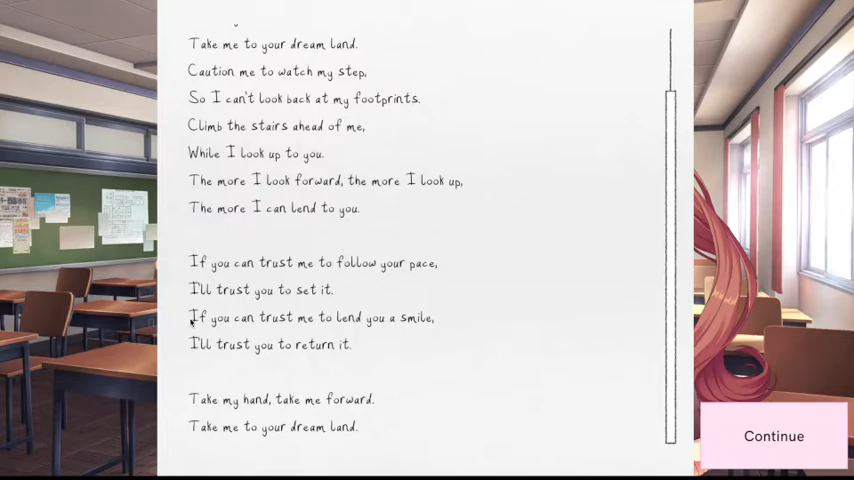 Take me to your dream land.
Caution me to watch my step,
So I can't look back at my footprints.
Climb the stairs ahead of me,
While I look up to you.
The more I look forward, the more I look up,
The more I can lend to you.
If you can trust me to follow your pace,
I'll trust you to set it.
If you can trust me to lend you a smile,
I'll trust you to return it.
Take my hand, take me forward.
Take me to your dream land.
Continue